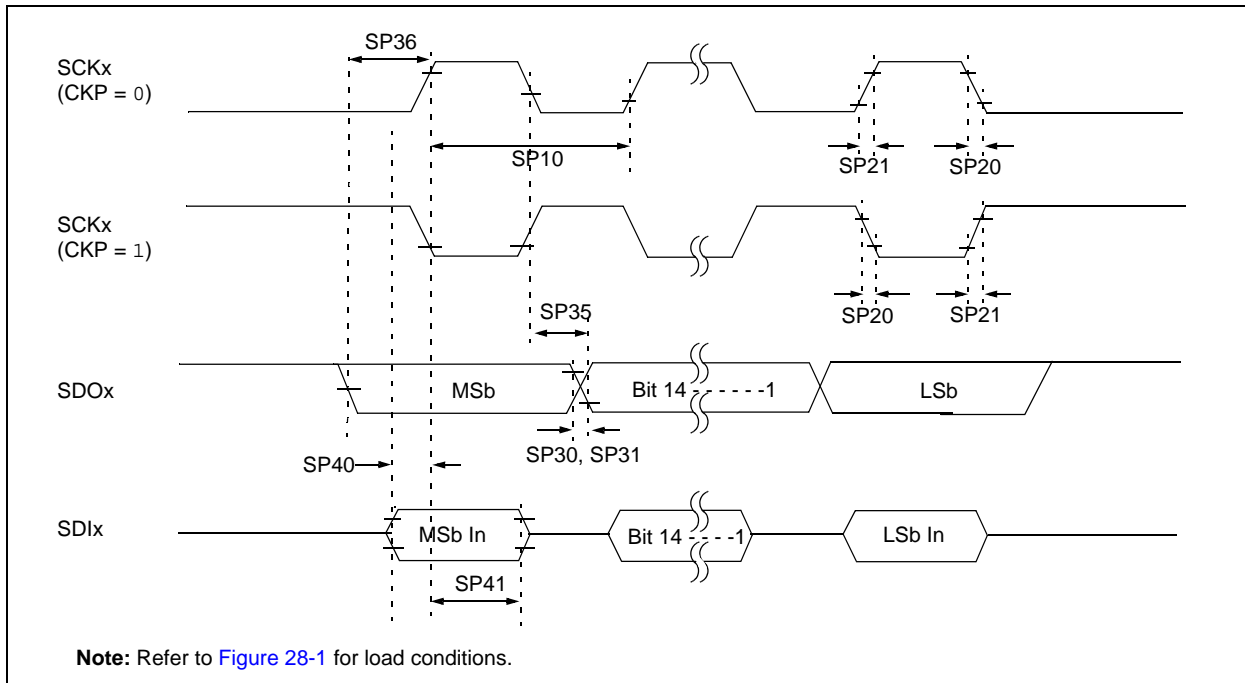 SP36
SCKx
(CKP = 0)
SP10
SP21
SP20
SCKx
(CKP = 1)
SP35
SP20
SP21
SDOx
MSb
Bit 14 - - - - - -1
LSb
SP30, SP31
SP40
SDIx
MSb In
Bit 14 - - - - -1
LSb In
SP41
Note: Refer to Figure 28-1 for load conditions.